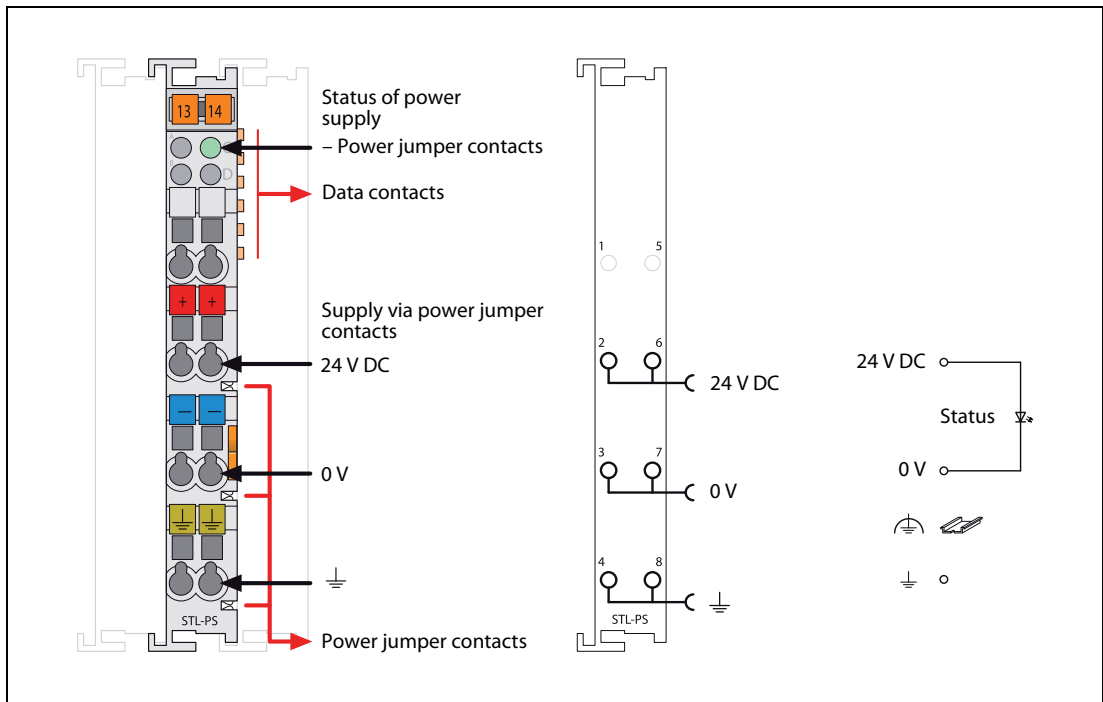 13 14
A
B
C
D
+ +
— —
STL-PS
Status of power
supply
– Power jumper contacts
Data contacts
Supply via power jumper
contacts
24 V DC
0 V
Power jumper contacts
1 5
2 6
24 V DC
3 7
0 V
4 8
STL-PS
24 V DC
Status
0 V